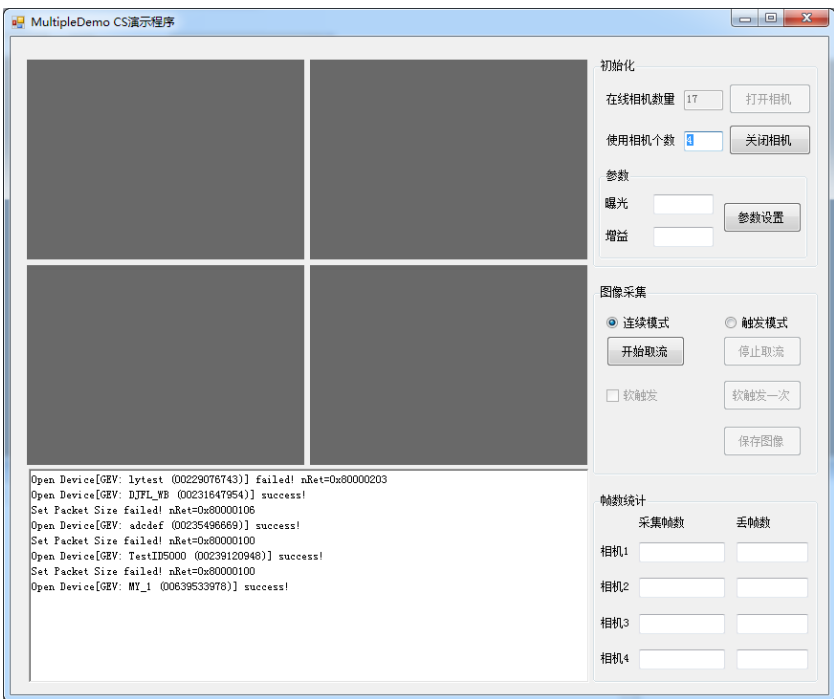 MultipleDemo CS演示程序
初始化
在线相机数量 17 打开相机
使用相机个数 4 关闭相机
参数
曝光
增益
参数设置
图像采集
连续模式 触发模式
开始取流 停止取流
软触发 软触发一次
保存图像
Open Device[GEV: lytest (00229076743)] failed! nRet=0x80000203
Open Device[GEV: DJFL_WB (00231647954)] success!
Set Packet Size failed! nRet=0x80000106
Open Device[GEV: adcdef (00235496669)] success!
Set Packet Size failed! nRet=0x80000100
Open Device[GEV: TestID5000 (00239120948)] success!
Set Packet Size failed! nRet=0x80000100
Open Device[GEV: MY_1 (00639533978)] success!
帧数统计
采集帧数 丢帧数
相机1
相机2
相机3
相机4